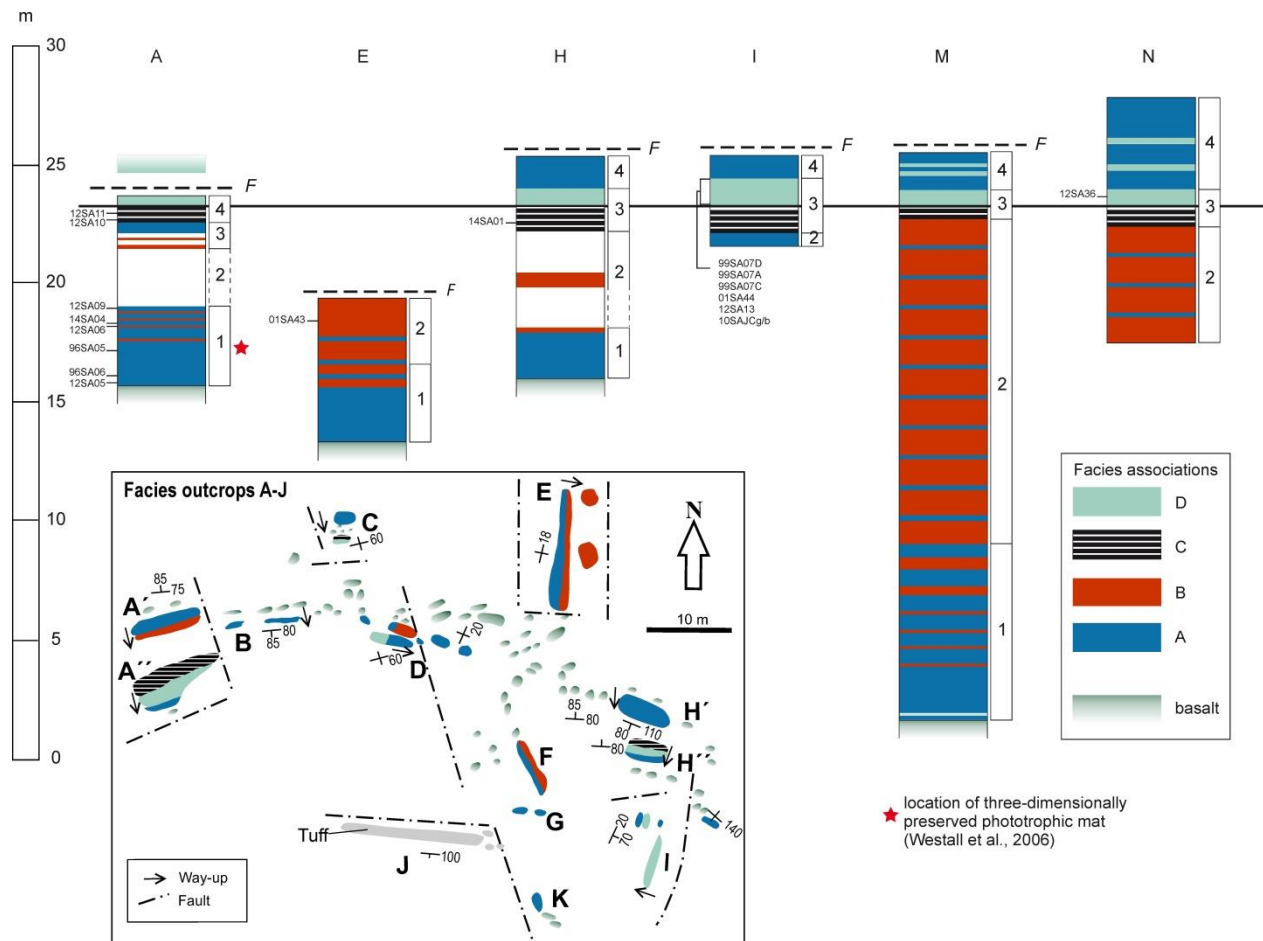 m
A E H I M N
30
25
20
15
10
5
0
F
F
F
F
F
12SA11
12SA10
12SA09
14SA04
12SA06
96SA05
96SA06
12SA05
4
3
2
1
01SA43
2
1
14SA01
4
3
2
1
4
3
2
99SA07D
99SA07A
99SA07C
01SA44
12SA13
10SAJCg/b
4
3
2
1
12SA36
4
3
2
Facies associations
D
C
B
A
basalt
location of three-dimensionally
preserved phototrophic mat
(Westall et al., 2006)
Facies outcrops A-J
E
N
10 m
18
C
60
85
75
A´
B
85 80
A´´
60
D
20
85
80
H´
80 110
80
H´´
F
G
20
70
I
140
Tuff
J
100
K
Way-up
Fault